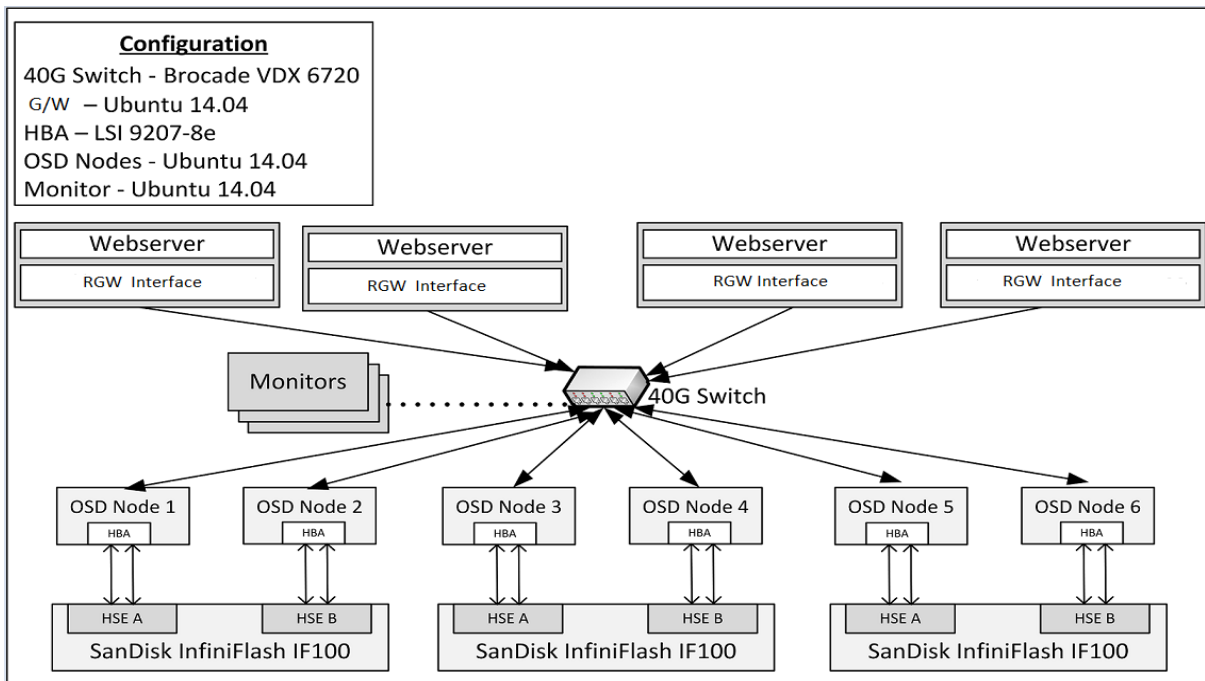 Configuration
40G Switch - Brocade VDX 6720
G/W – Ubuntu 14.04
HBA – LSI 9207-8e
OSD Nodes - Ubuntu 14.04
Monitor - Ubuntu 14.04
Webserver
RGW Interface
Webserver
RGW Interface
Webserver
RGW Interface
Webserver
RGW Interface
Monitors
40G Switch
OSD Node 1
HBA
OSD Node 2
HBA
OSD Node 3
HBA
OSD Node 4
HBA
OSD Node 5
HBA
OSD Node 6
HBA
HSE A
HSE B
SanDisk InfiniFlash IF100
HSE A
HSE B
SanDisk InfiniFlash IF100
HSE A
HSE B
SanDisk InfiniFlash IF100